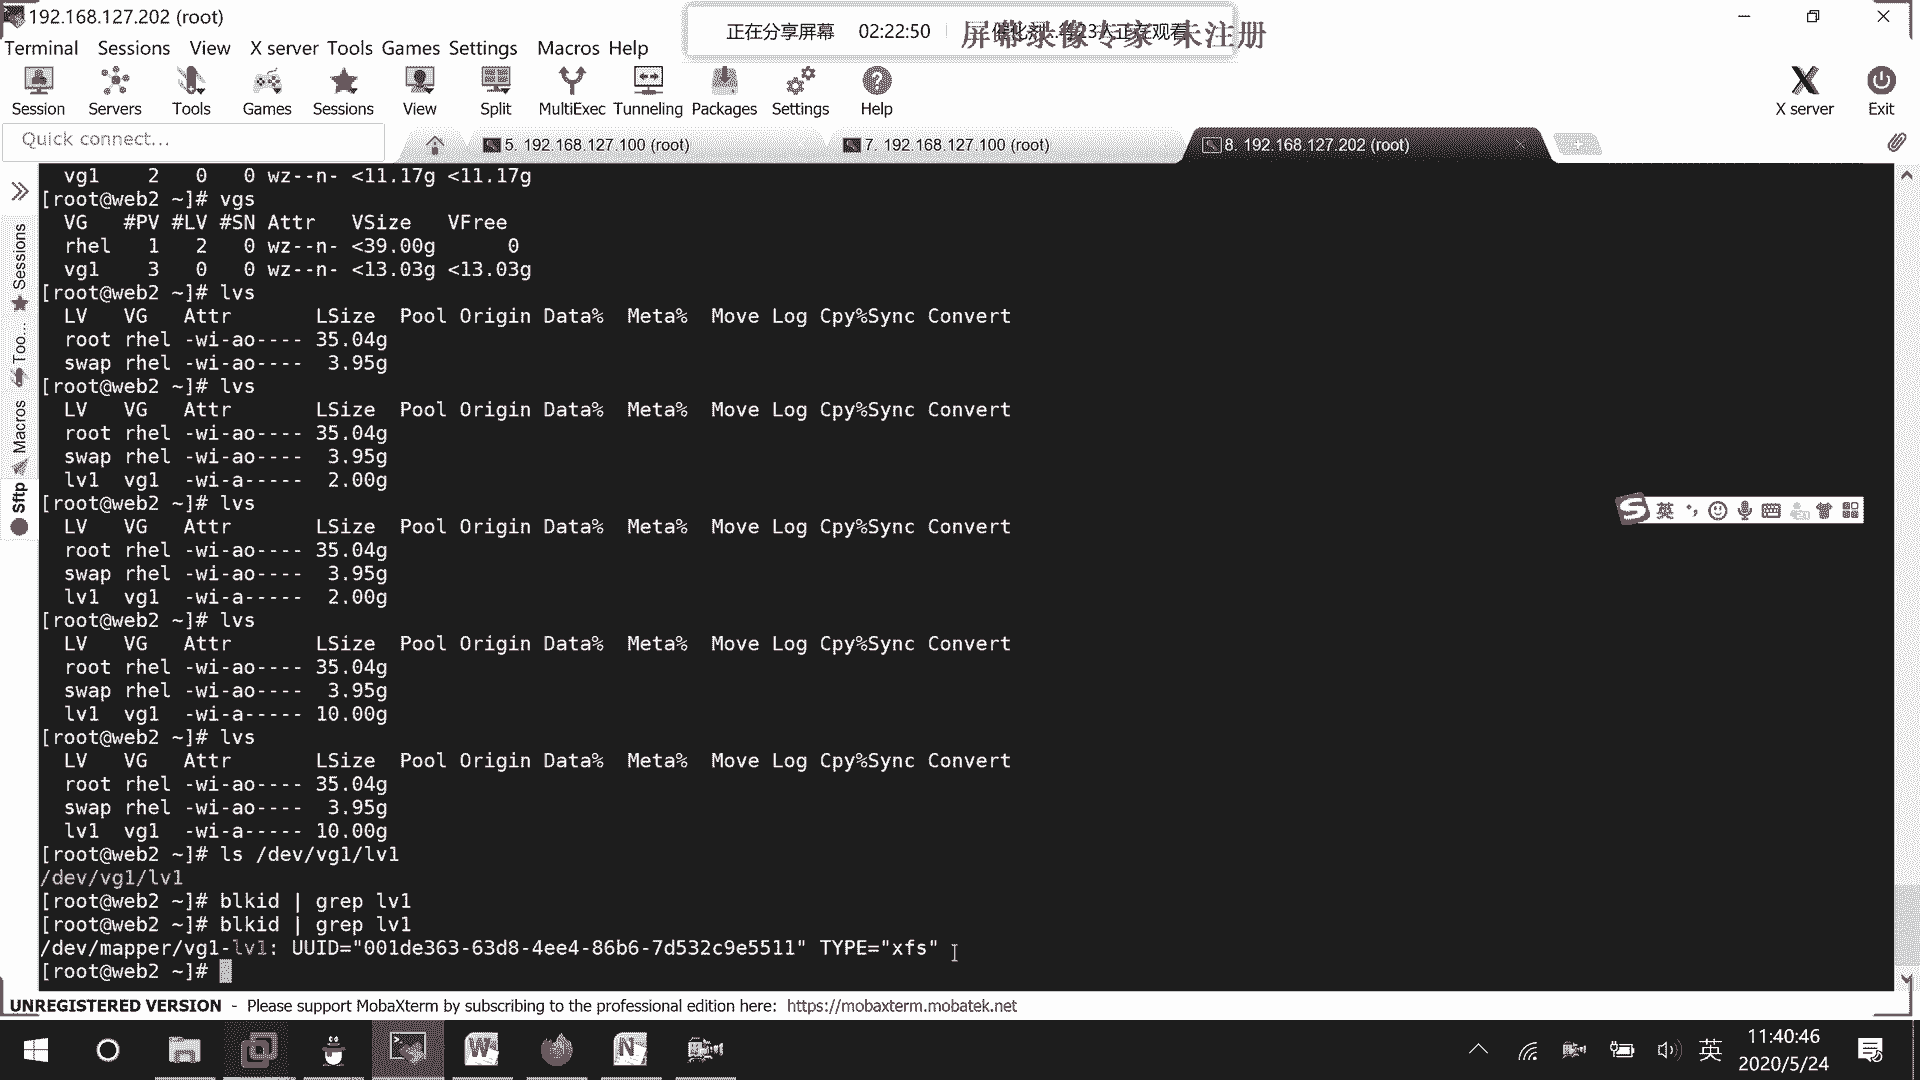 192.168.127.202 (root)
正在分享屏幕 02:22:50
屏幕录像专家 未注册
Terminal Sessions View X server Tools Games Settings Macros Help
Session Servers Tools Games Sessions View Split MultiExec Tunneling Packages Settings Help X server Exit
Quick connect...
5. 192.168.127.100 (root)
7. 192.168.127.100 (root)
8. 192.168.127.202 (root)
Sessions
Too...
Macros
Sftp
vg1 2 0 0 wz--n- <11.17g <11.17g
[root@web2 ~]# vgs
VG #PV #LV #SN Attr VSize VFree
rhel 1 2 0 wz--n- <39.00g 0
vg1 3 0 0 wz--n- <13.03g <13.03g
[root@web2 ~]# lvs
LV VG Attr LSize Pool Origin Data% Meta% Move Log Cpy%Sync Convert
root rhel -wi-ao---- 35.04g
swap rhel -wi-ao---- 3.95g
[root@web2 ~]# lvs
LV VG Attr LSize Pool Origin Data% Meta% Move Log Cpy%Sync Convert
root rhel -wi-ao---- 35.04g
swap rhel -wi-ao---- 3.95g
lv1 vg1 -wi-a----- 2.00g
[root@web2 ~]# lvs
LV VG Attr LSize Pool Origin Data% Meta% Move Log Cpy%Sync Convert
root rhel -wi-ao---- 35.04g
swap rhel -wi-ao---- 3.95g
lv1 vg1 -wi-a----- 2.00g
[root@web2 ~]# lvs
LV VG Attr LSize Pool Origin Data% Meta% Move Log Cpy%Sync Convert
root rhel -wi-ao---- 35.04g
swap rhel -wi-ao---- 3.95g
lv1 vg1 -wi-a----- 10.00g
[root@web2 ~]# lvs
LV VG Attr LSize Pool Origin Data% Meta% Move Log Cpy%Sync Convert
root rhel -wi-ao---- 35.04g
swap rhel -wi-ao---- 3.95g
lv1 vg1 -wi-a----- 10.00g
[root@web2 ~]# ls /dev/vg1/lv1
/dev/vg1/lv1
[root@web2 ~]# blkid | grep lv1
[root@web2 ~]# blkid | grep lv1
/dev/mapper/vg1-lv1: UUID="001de363-63d8-4ee4-86b6-7d532c9e5511" TYPE="xfs"
[root@web2 ~]#
英
UNREGISTERED VERSION - Please support MobaXterm by subscribing to the professional edition here: https://mobaxterm.mobatek.net
英
11:40:46
2020/5/24